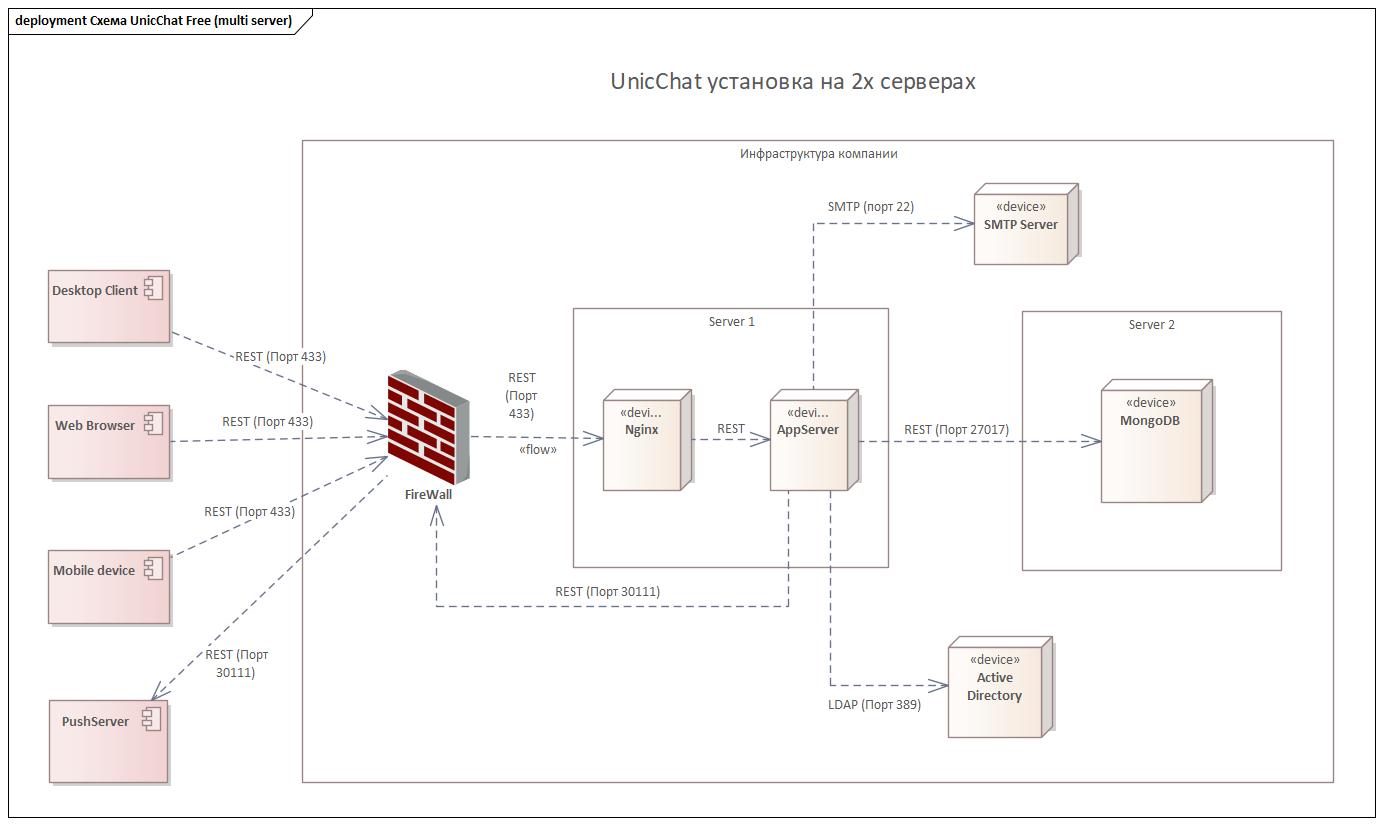 deployment Схема UnicChat Free (multi server)
UnicChat установка на 2х серверах
Инфраструктура компании
SMTP (порт 22)
«device»
SMTP Server
Desktop Client
REST (Порт 433)
Web Browser
REST (Порт 433)
Mobile device
REST (Порт 433)
PushServer
REST (Порт
30111)
FireWall
REST
(Порт
433)
«flow»
Server 1
«devi...
Nginx
REST
«devi...
AppServer
REST (Порт 27017)
Server 2
«device»
MongoDB
REST (Порт 30111)
LDAP (Порт 389)
«device»
Active
Directory